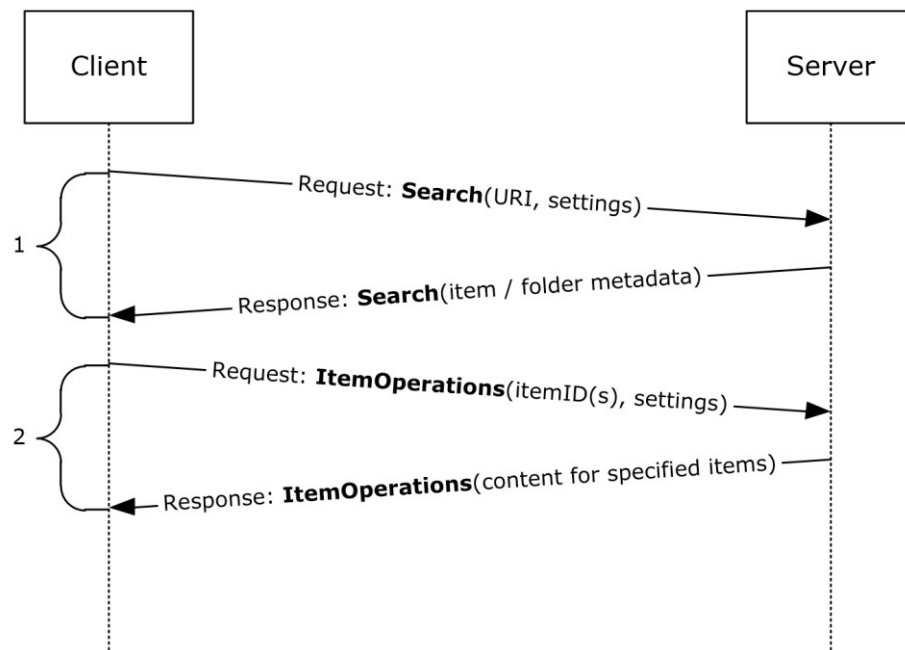 Client
Server
Request: Search(URI, settings)
1
Response: Search(item / folder metadata)
Request: ItemOperations(itemID(s), settings)
2
Response: ItemOperations(content for specified items)